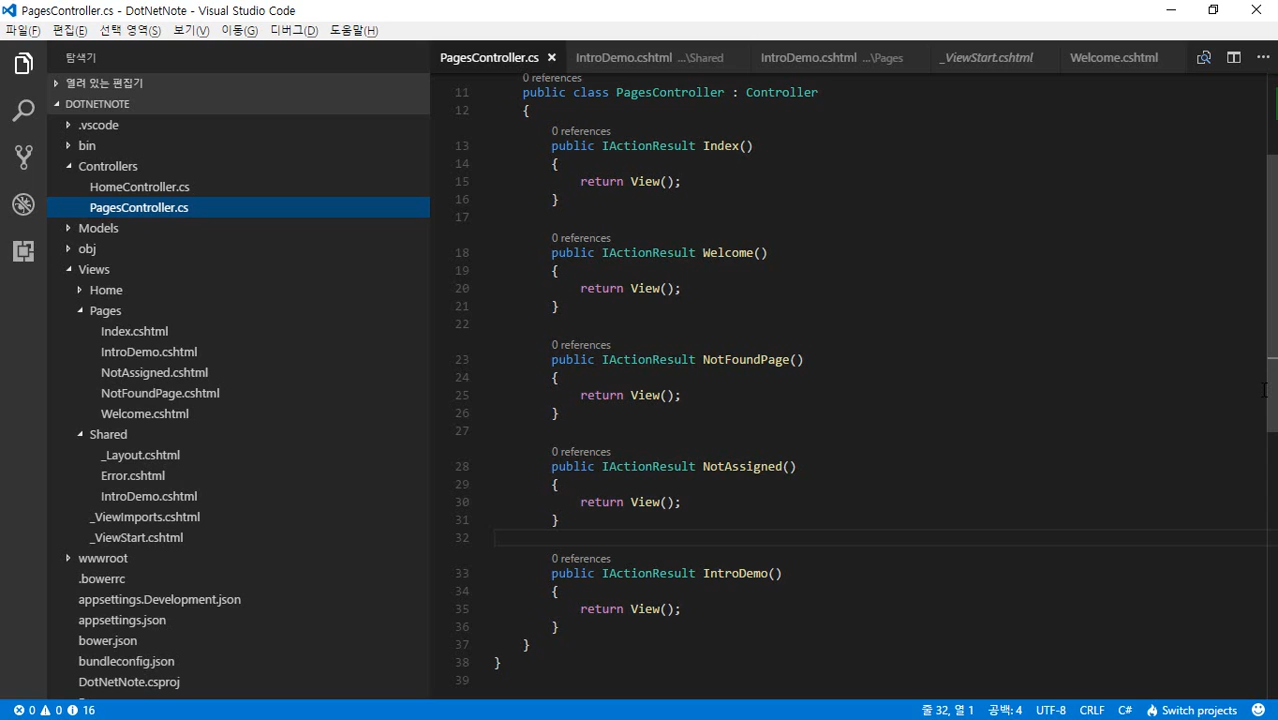 PagesController.cs - DotNetNote - Visual Studio Code
파일(F) 편집(E) 선택 영역(S) 보기(V) 이동(G) 디버그(D) 도움말(H)
탐색기
열려 있는 편집기
DOTNETNOTE
.vscode
bin
Controllers
HomeController.cs
PagesController.cs
Models
obj
Views
Home
Pages
Index.cshtml
IntroDemo.cshtml
NotAssigned.cshtml
NotFoundPage.cshtml
Welcome.cshtml
Shared
_Layout.cshtml
Error.cshtml
IntroDemo.cshtml
_ViewImports.cshtml
_ViewStart.cshtml
wwwroot
.bowerrc
appsettings.Development.json
appsettings.json
bower.json
bundleconfig.json
DotNetNote.csproj
PagesController.cs IntroDemo.cshtml ...\Shared IntroDemo.cshtml ...\Pages _ViewStart.cshtml Welcome.cshtml
0 references
11 public class PagesController : Controller
12 {
0 references
13 public IActionResult Index()
14 {
15 return View();
16 }
17
0 references
18 public IActionResult Welcome()
19 {
20 return View();
21 }
22
0 references
23 public IActionResult NotFoundPage()
24 {
25 return View();
26 }
27
0 references
28 public IActionResult NotAssigned()
29 {
30 return View();
31 }
32
0 references
33 public IActionResult IntroDemo()
34 {
35 return View();
36 }
37 }
38 }
39
0 0 16 줄 32, 열 1 공백: 4 UTF-8 CRLF C# Switch projects